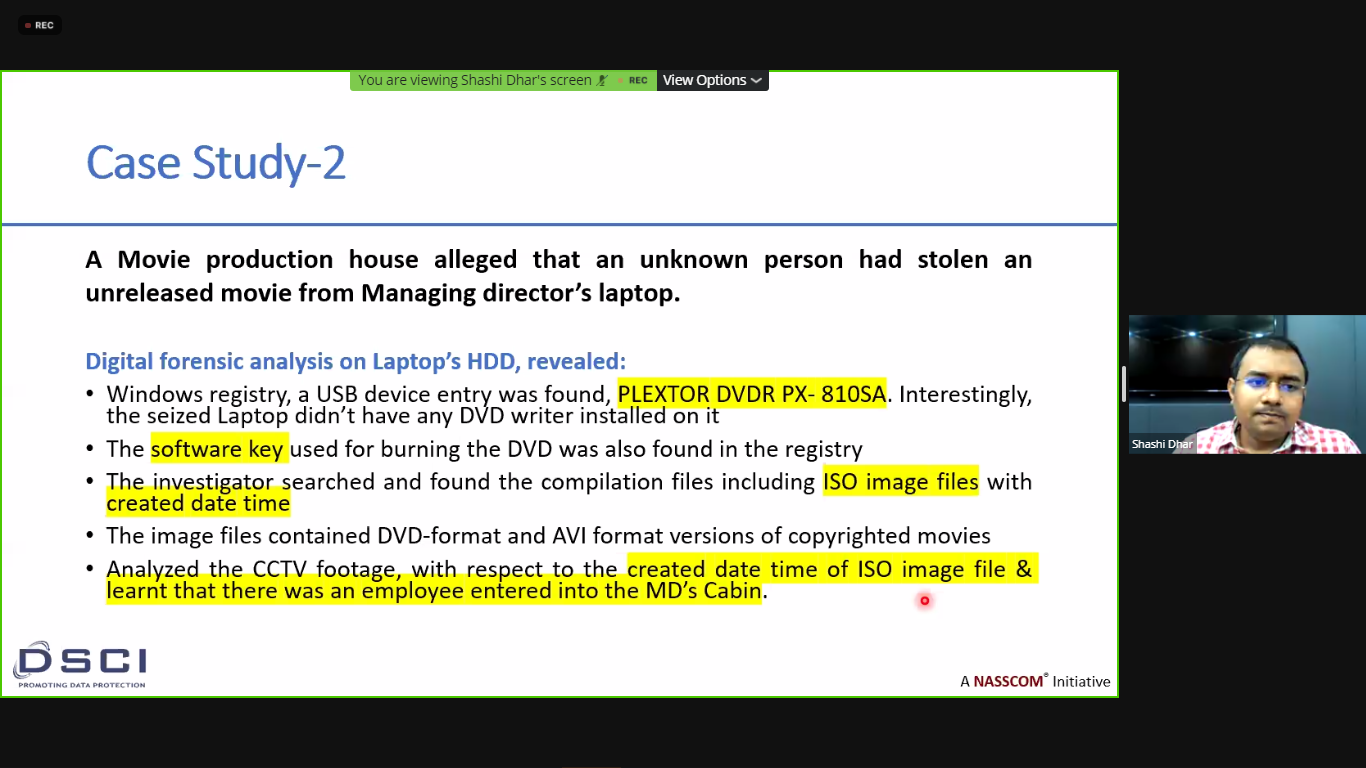 REC
You are viewing Shashi Dhar's screen REC View Options
Case Study-2
A Movie production house alleged that an unknown person had stolen an
unreleased movie from Managing director's laptop.
Digital forensic analysis on Laptop's HDD, revealed:
• Windows registry, a USB device entry was found, PLEXTOR DVDR PX- 810SA. Interestingly,
the seized Laptop didn't have any DVD writer installed on it
• The software key used for burning the DVD was also found in the registry
• The investigator searched and found the compilation files including ISO image files with
created date time
• The image files contained DVD-format and AVI format versions of copyrighted movies
• Analyzed the CCTV footage, with respect to the created date time of ISO image file &
learnt that there was an employee entered into the MD's Cabin.
Shashi Dhar
DSCI
PROMOTING DATA PROTECTION
A NASSCOM® Initiative